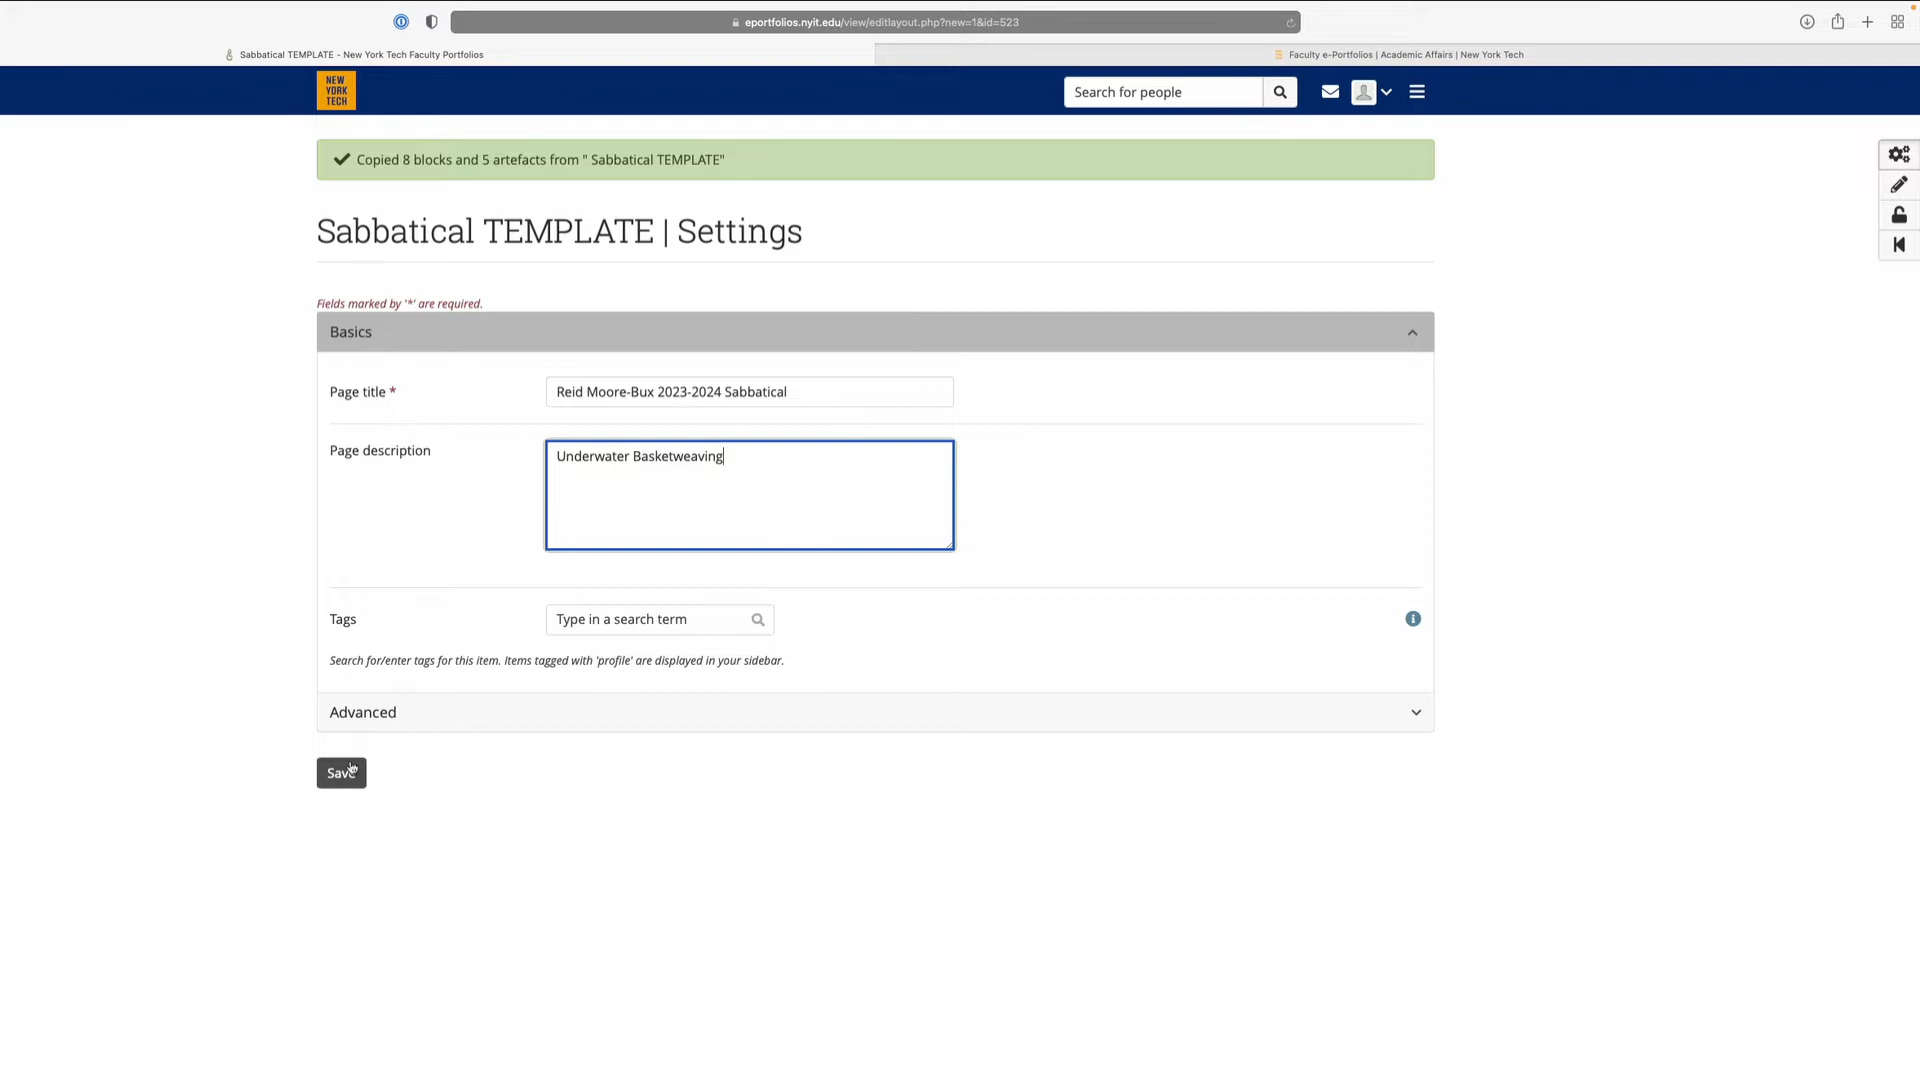 eportfolios.nyit.edu/view/editlayout.php?new=1&id=523
Sabbatical TEMPLATE - New York Tech Faculty Portfolios
Faculty e-Portfolios | Academic Affairs | New York Tech
NEW
YORK
TECH
Search for people
Copied 8 blocks and 5 artefacts from " Sabbatical TEMPLATE"
Sabbatical TEMPLATE | Settings
Fields marked by '*' are required.
Basics
Page title *
Reid Moore-Bux 2023-2024 Sabbatical
Page description
Underwater Basketweaving
Tags
Type in a search term
Search for/enter tags for this item. Items tagged with 'profile' are displayed in your sidebar.
Advanced
Save